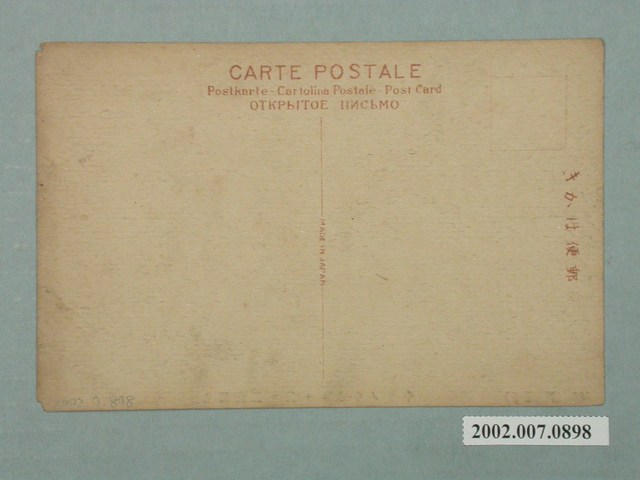 CARTE POSTALE
Postkarte - Cartolina Postale - Post Card
ОТКРЫТОЕ ПИСЬМО
MADE IN JAPAN
きかは便郵
2002.007.0898